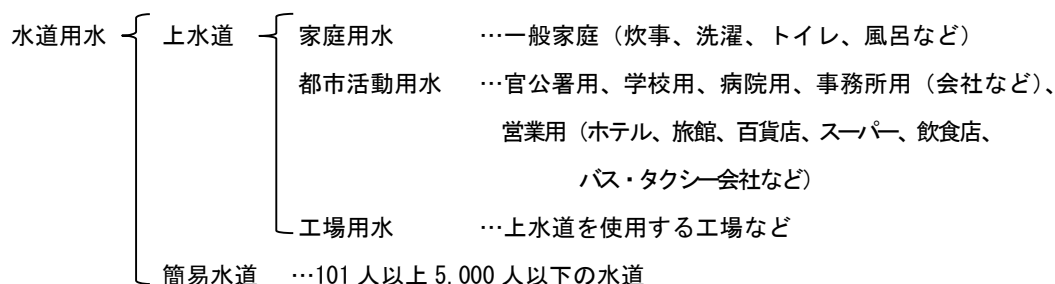 水道用水 上水道 家庭用水 …一般家庭（炊事、洗濯、トイレ、風呂など）
都市活動用水 …官公署用、学校用、病院用、事務所用（会社など）、
営業用（ホテル、旅館、百貨店、スーパー、飲食店、
バス・タクシー会社など）
工場用水 …上水道を使用する工場など
簡易水道 …101 人以上 5,000 人以下の水道